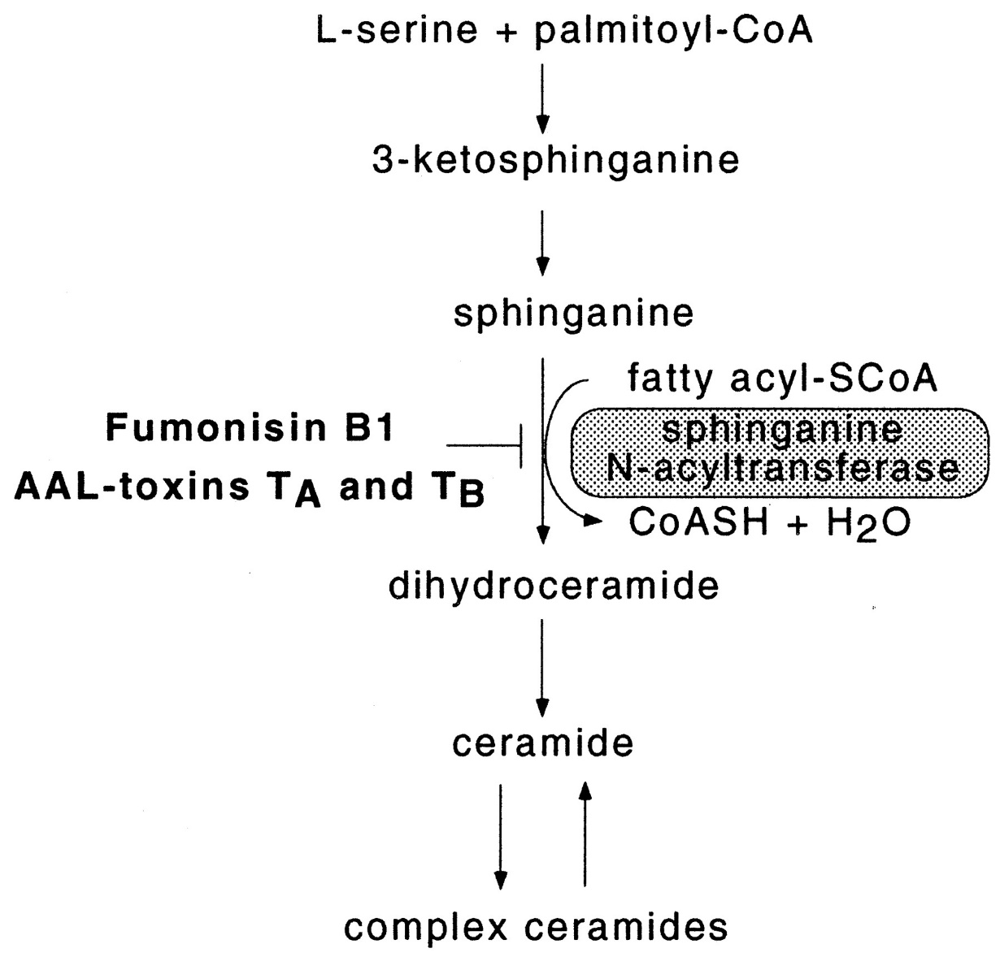 L-serine + palmitoyl-CoA
3-ketosphinganine
sphinganine
fatty acyl-SCoA
Fumonisin B1
AAL-toxins TA and TB
sphinganine
N-acyltransferase
CoASH + H2O
dihydroceramide
ceramide
complex ceramides